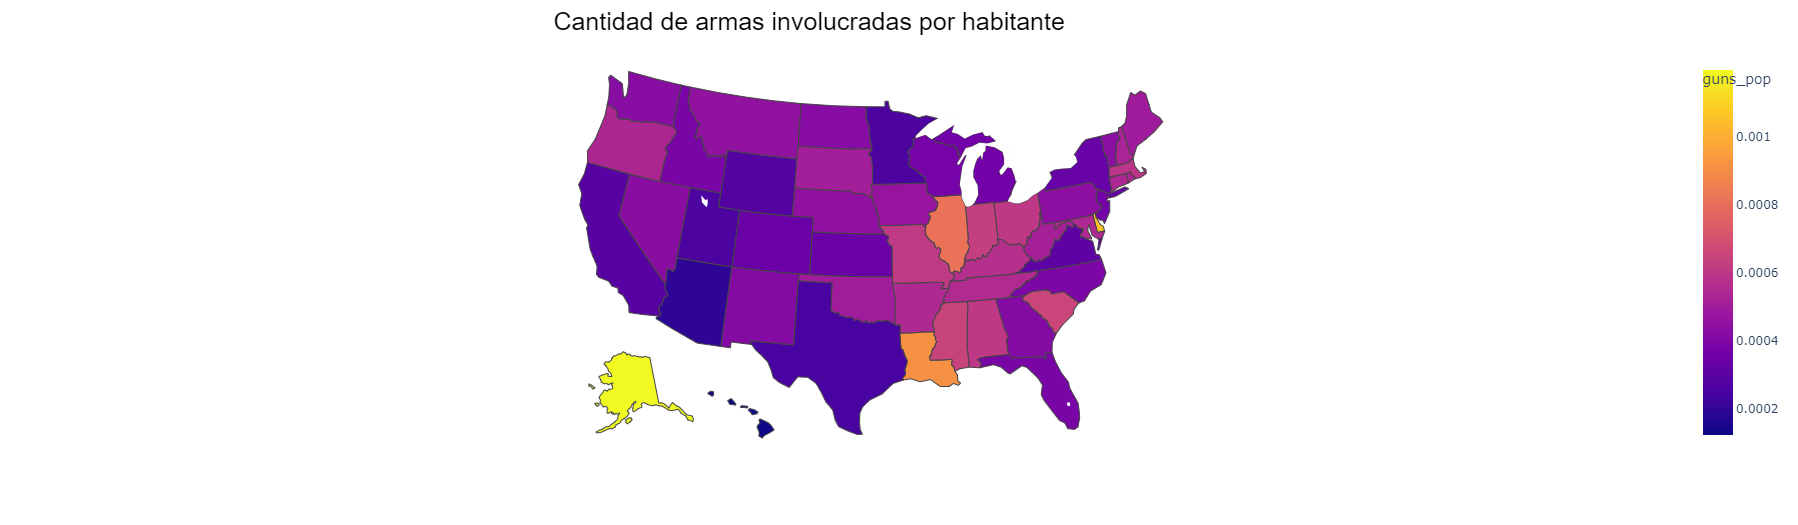 Cantidad de armas involucradas por habitante
guns_pop
0.001
0.0008
0.0006
0.0004
0.0002